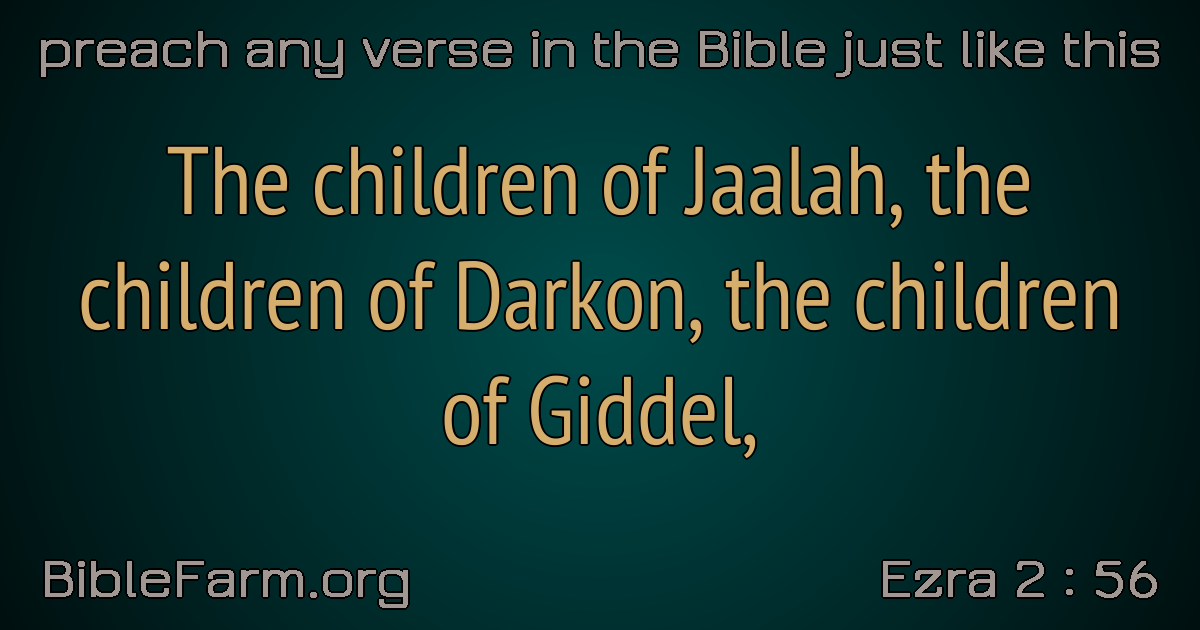 preach any verse in the Bible just like this
The children of Jaalah, the
children of Darkon, the children
of Giddel,
BibleFarm.org
Ezra 2 : 56